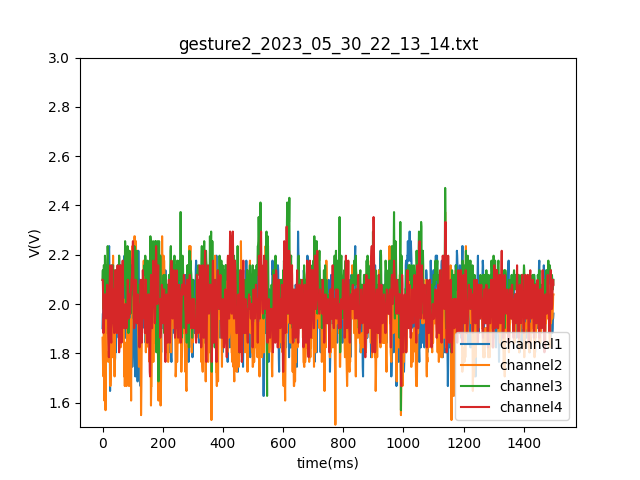 gesture2_2023_05_30_22_13_14.txt
3.0
2.8
2.6
2.4
2.2
2.0
1.8
1.6
V(V)
channel1
channel2
channel3
channel4
0 200 400 600 800 1000 1200 1400
time(ms)